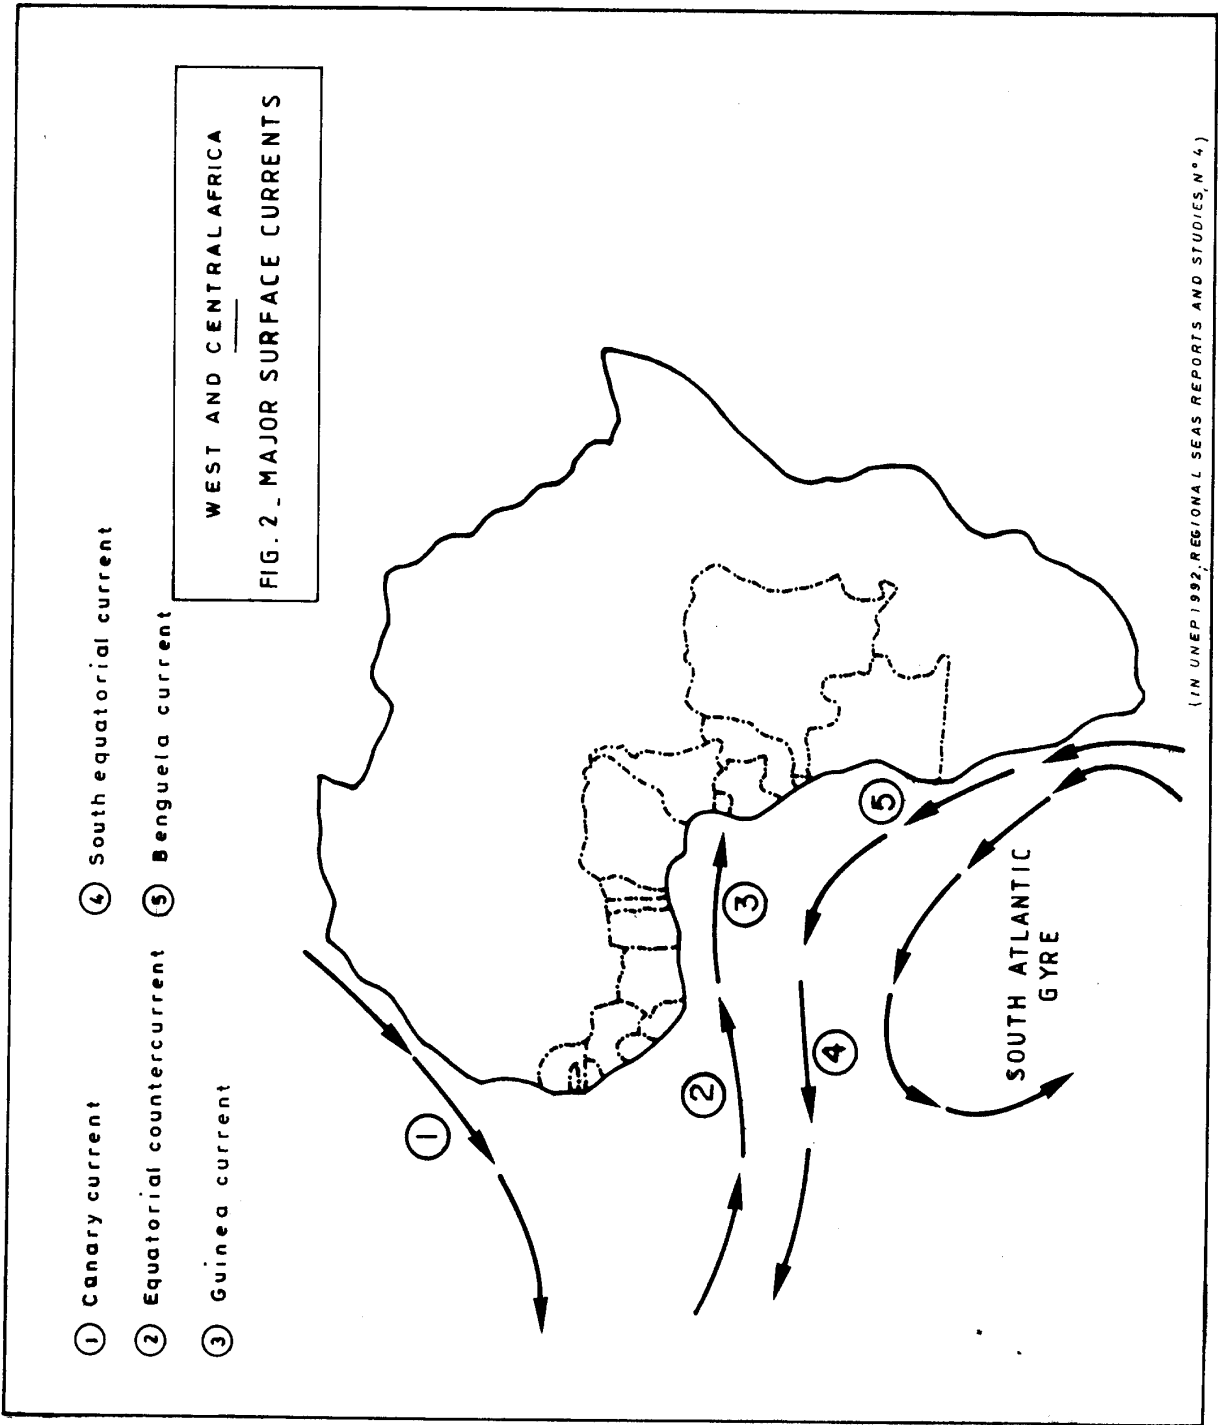 ① Canary current
② Equatorial countercurrent
③ Guinea current
④ South equatorial current
⑤ Benguela current
WEST AND CENTRAL AFRICA
FIG. 2_ MAJOR SURFACE CURRENTS
①
②
③
④
⑤
SOUTH ATLANTIC
GYRE
(IN UNEP 1992, REGIONAL SEAS REPORTS AND STUDIES, N° 4)